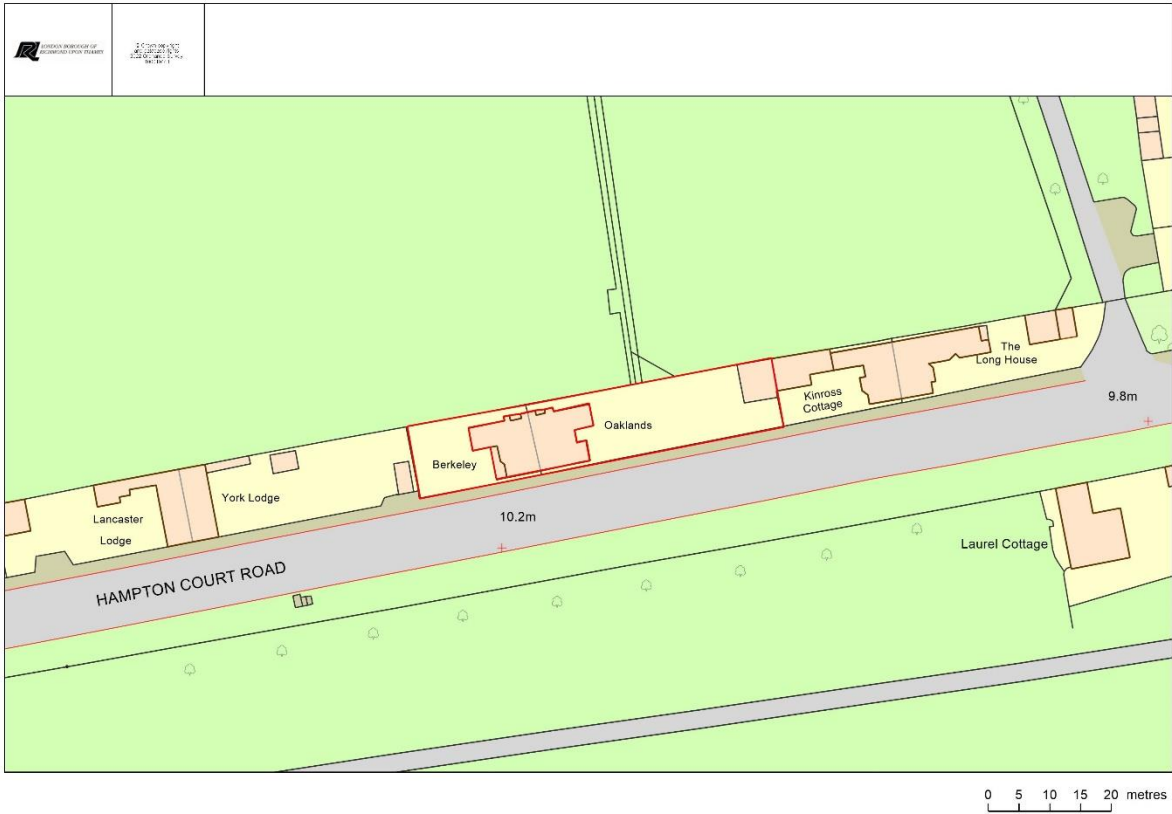 LONDON BOROUGH OF
RICHMOND UPON THAMES
Berkeley
Oaklands
Kinross
Cottage
The
Long House
9.8m
York Lodge
Lancaster
Lodge
10.2m
Laurel Cottage
HAMPTON COURT ROAD
0 5 10 15 20 metres